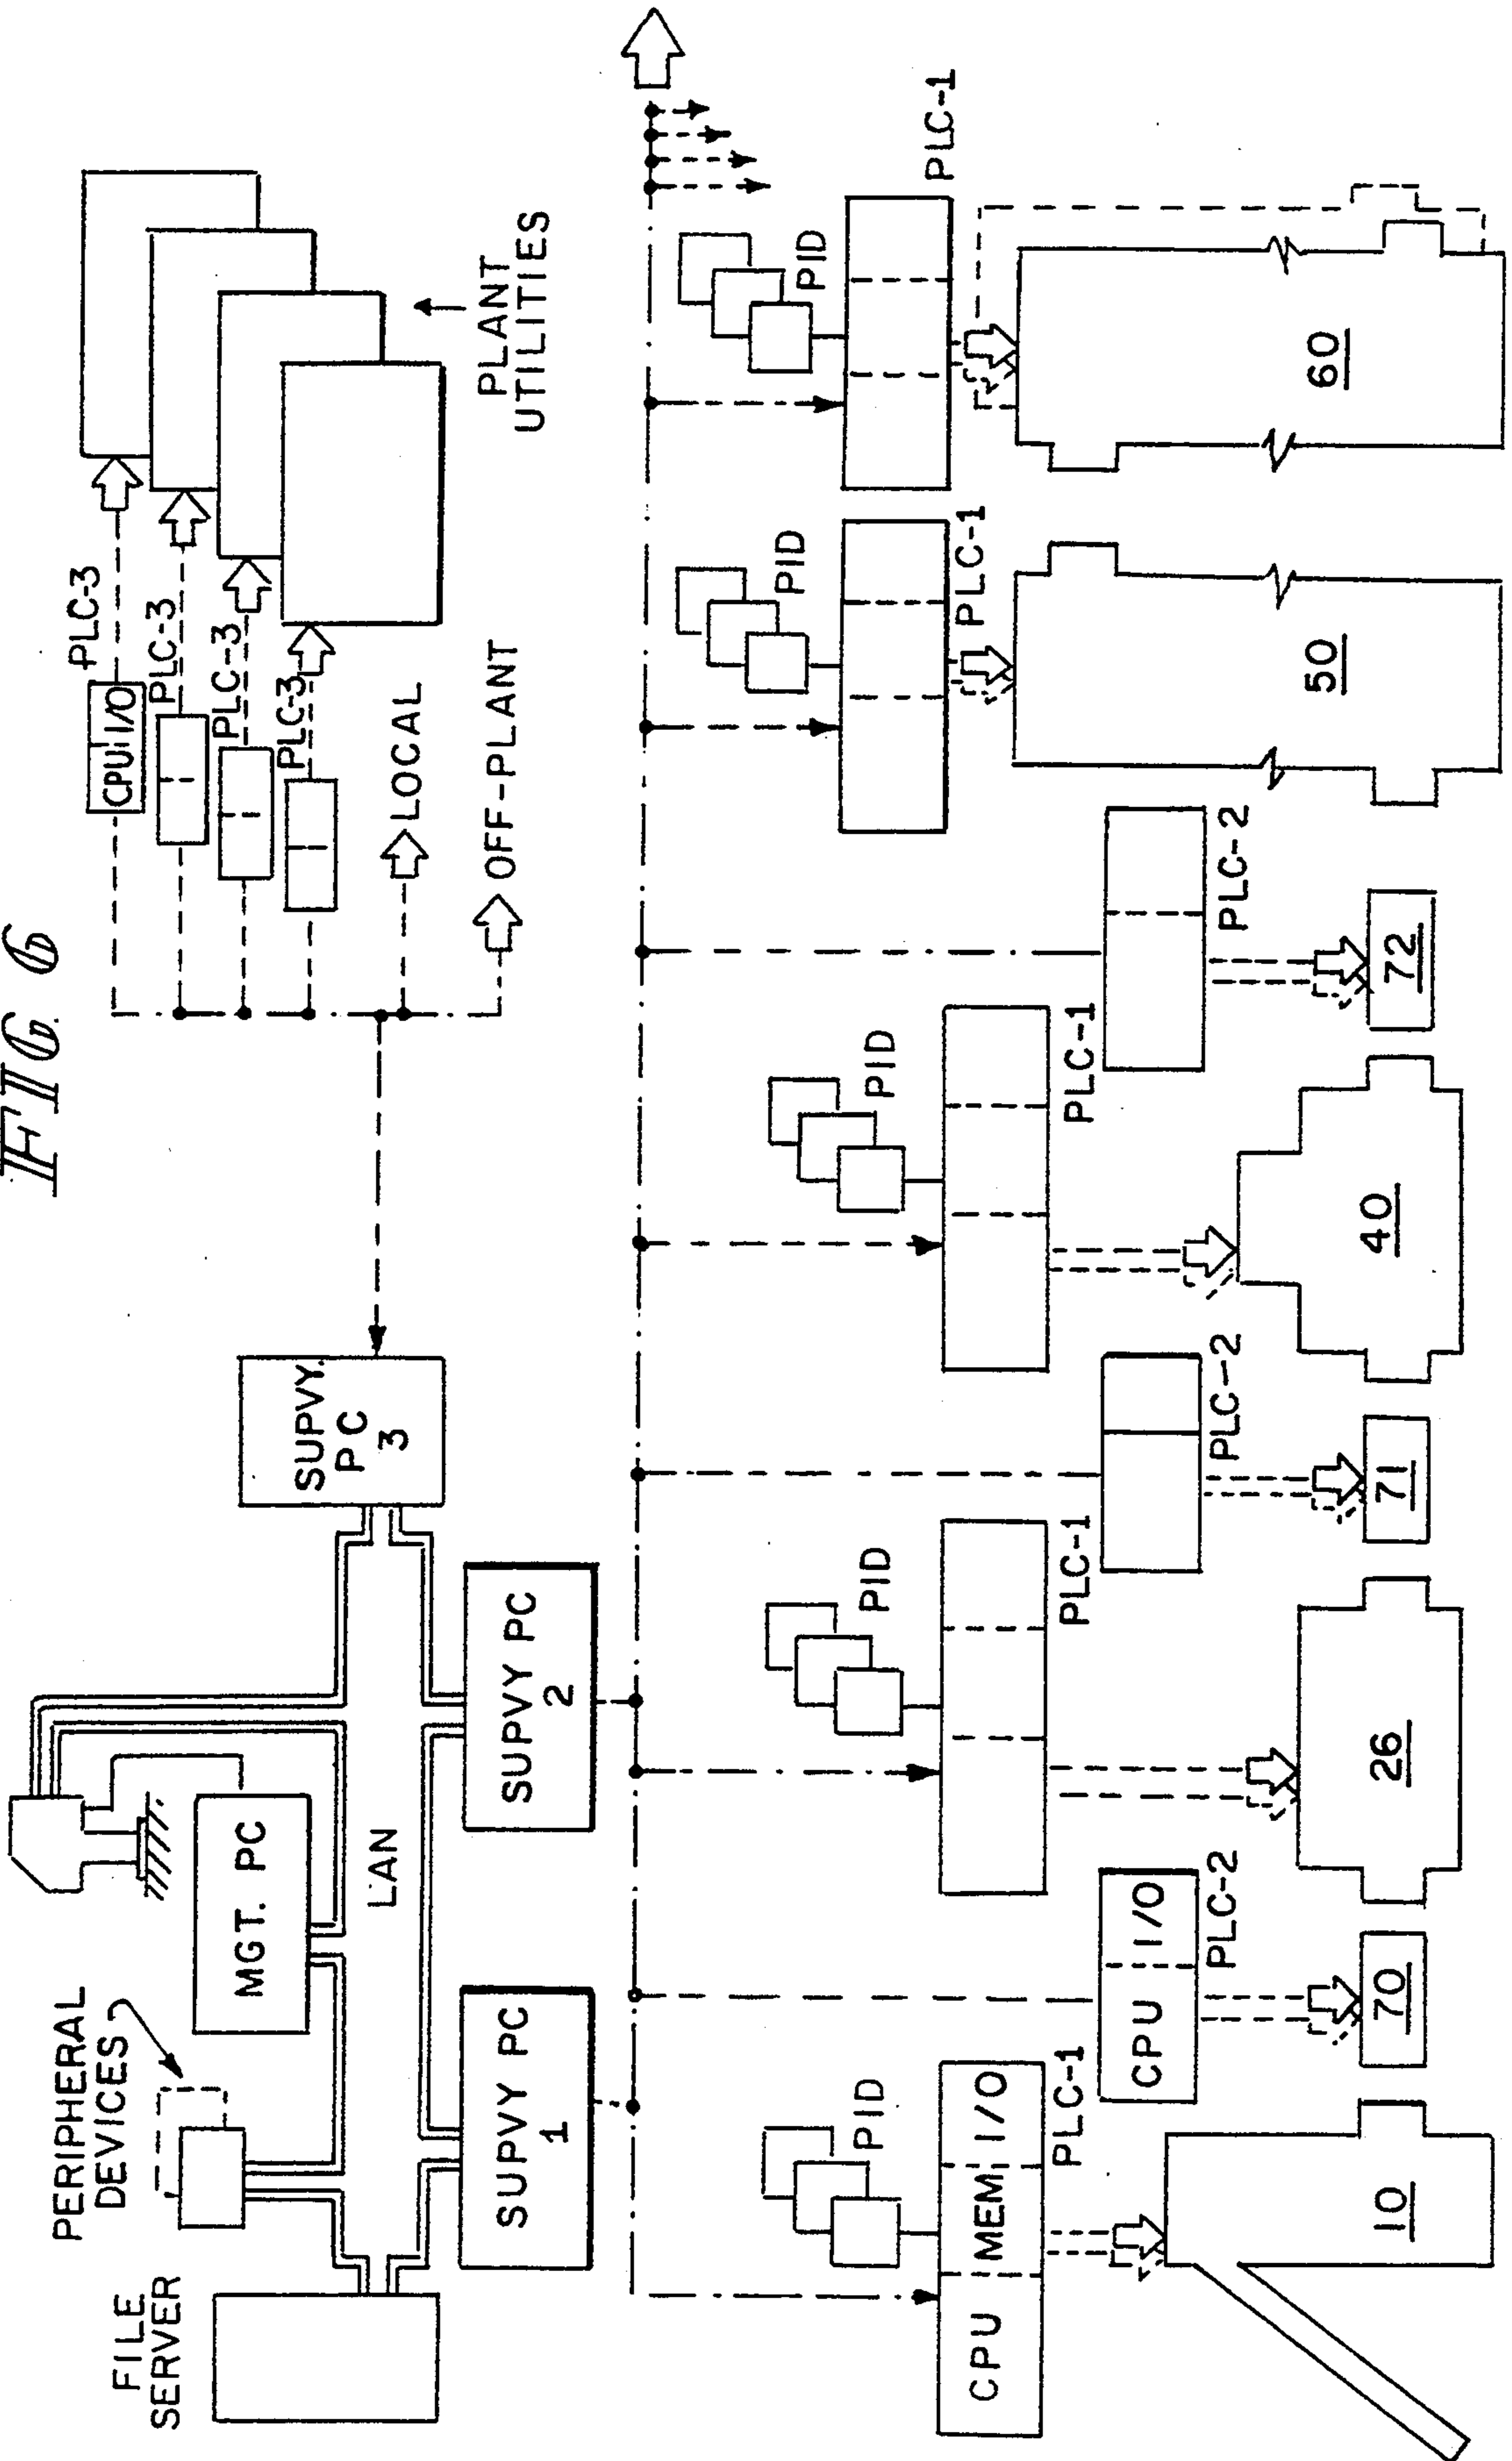 FIG. 6
FILE
SERVER
PERIPHERAL
DEVICES
MGT. PC
LAN
SUPVY PC
1
SUPVY PC
2
SUPVY.
PC
3
PLC-3
CPU I/O
PLC-3
PLC-3
PLC-3
LOCAL
OFF-PLANT
PLANT
UTILITIES
PID
CPU MEM I/O
PLC-1
10
CPU I/O
PLC-2
70
PID
PLC-1
26
PLC-2
71
PID
PLC-1
40
PLC-2
72
PID
PLC-1
50
PID
PLC-1
60